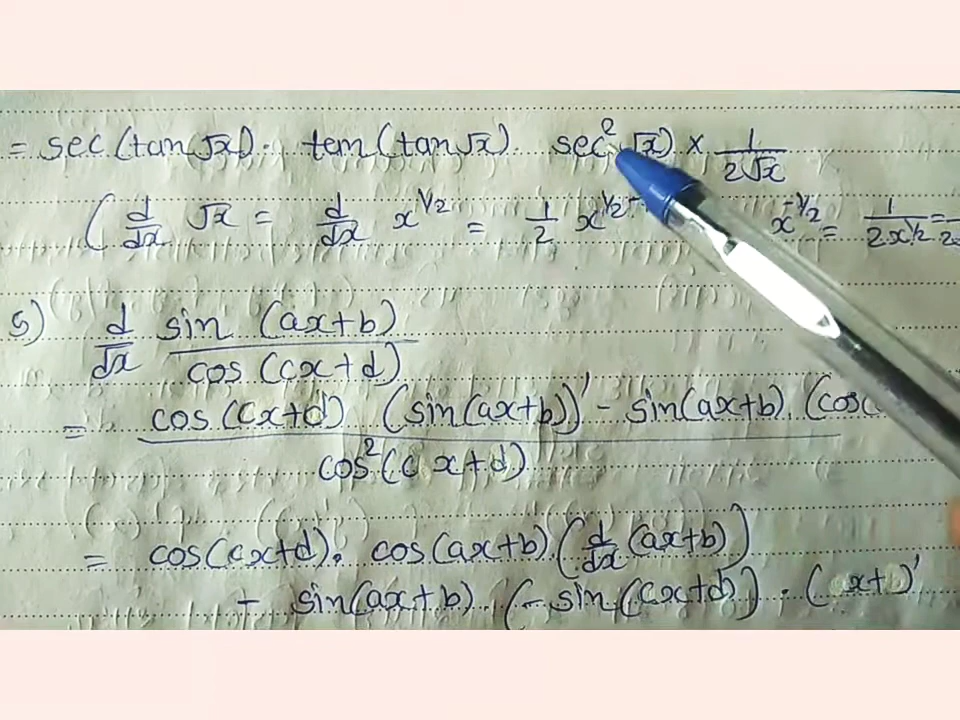 = sec (tan √x) . tem (tan √x) sec² √x) × 1/2√x
( d/dx √x = d/dx x^1/2 = 1/2 x^1/2 - x^-1/2 = 1/2x^1/2 =
5) d/dx sin (ax+b) / cos (cx+d)
= cos (cx+d) (sin(ax+b))' - sin(ax+b) (cos( / cos² (cx+d)
= cos(cx+d). cos(ax+b) ( d/dx (ax+b) )
- sin(ax+b) (- sin(cx+d)) . ( x+ )'